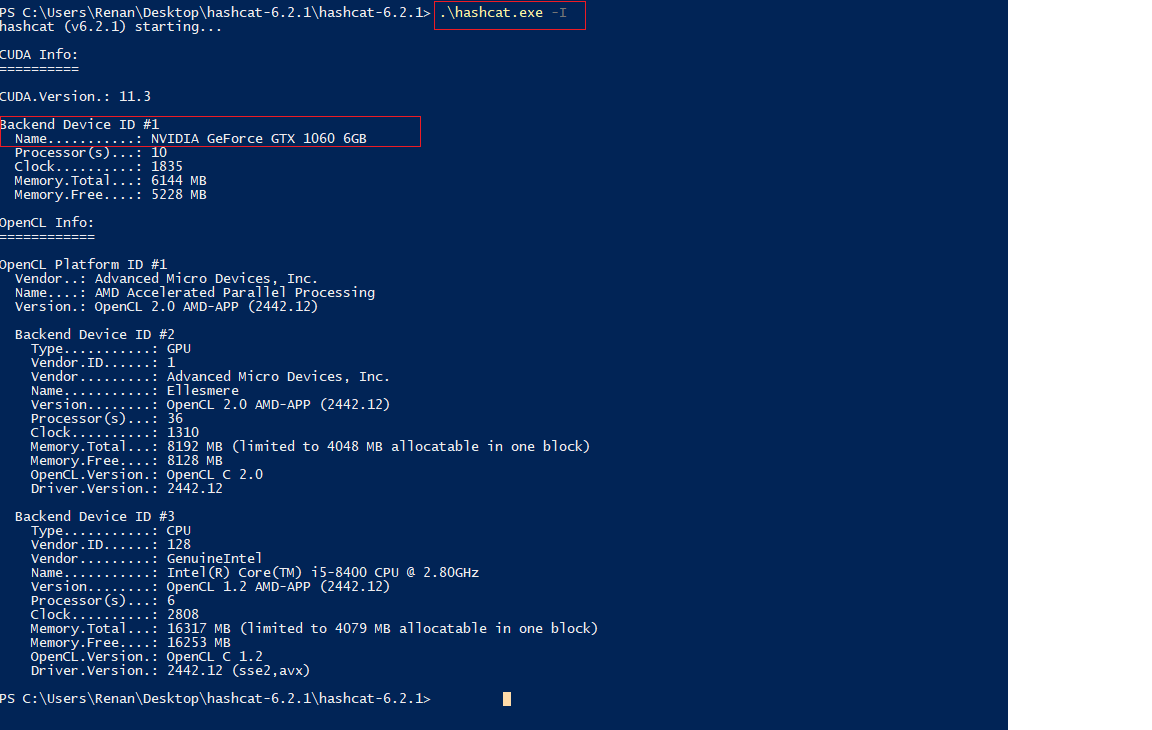 PS C:\Users\Renan\Desktop\hashcat-6.2.1\hashcat-6.2.1> .\hashcat.exe -I
hashcat (v6.2.1) starting...
CUDA Info:
==========
CUDA.Version.: 11.3
Backend Device ID #1
Name...........: NVIDIA GeForce GTX 1060 6GB
Processor(s)...: 10
Clock..........: 1835
Memory.Total...: 6144 MB
Memory.Free....: 5228 MB
OpenCL Info:
============
OpenCL Platform ID #1
Vendor..: Advanced Micro Devices, Inc.
Name....: AMD Accelerated Parallel Processing
Version.: OpenCL 2.0 AMD-APP (2442.12)
Backend Device ID #2
Type...........: GPU
Vendor.ID......: 1
Vendor.........: Advanced Micro Devices, Inc.
Name...........: Ellesmere
Version........: OpenCL 2.0 AMD-APP (2442.12)
Processor(s)...: 36
Clock..........: 1310
Memory.Total...: 8192 MB (limited to 4048 MB allocatable in one block)
Memory.Free....: 8128 MB
OpenCL.Version.: OpenCL C 2.0
Driver.Version.: 2442.12
Backend Device ID #3
Type...........: CPU
Vendor.ID......: 128
Vendor.........: GenuineIntel
Name...........: Intel(R) Core(TM) i5-8400 CPU @ 2.80GHz
Version........: OpenCL 1.2 AMD-APP (2442.12)
Processor(s)...: 6
Clock..........: 2808
Memory.Total...: 16317 MB (limited to 4079 MB allocatable in one block)
Memory.Free....: 16253 MB
OpenCL.Version.: OpenCL C 1.2
Driver.Version.: 2442.12 (sse2,avx)
PS C:\Users\Renan\Desktop\hashcat-6.2.1\hashcat-6.2.1>